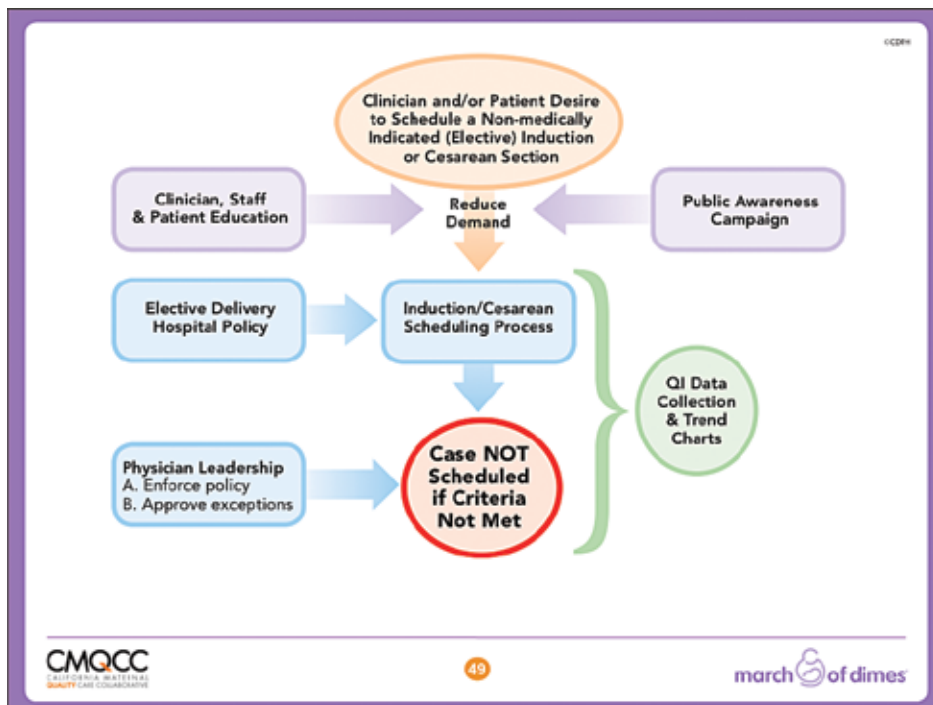 ©CDPH
Clinician and/or Patient Desire
to Schedule a Non-medically
Indicated (Elective) Induction
or Cesarean Section
Clinician, Staff
& Patient Education
Reduce
Demand
Public Awareness
Campaign
Elective Delivery
Hospital Policy
Induction/Cesarean
Scheduling Process
QI Data
Collection
& Trend
Charts
Physician Leadership
A. Enforce policy
B. Approve exceptions
Case NOT
Scheduled
if Criteria
Not Met
CMQCC
CALIFORNIA MATERNAL
QUALITY CARE COLLABORATIVE
49
march of dimes